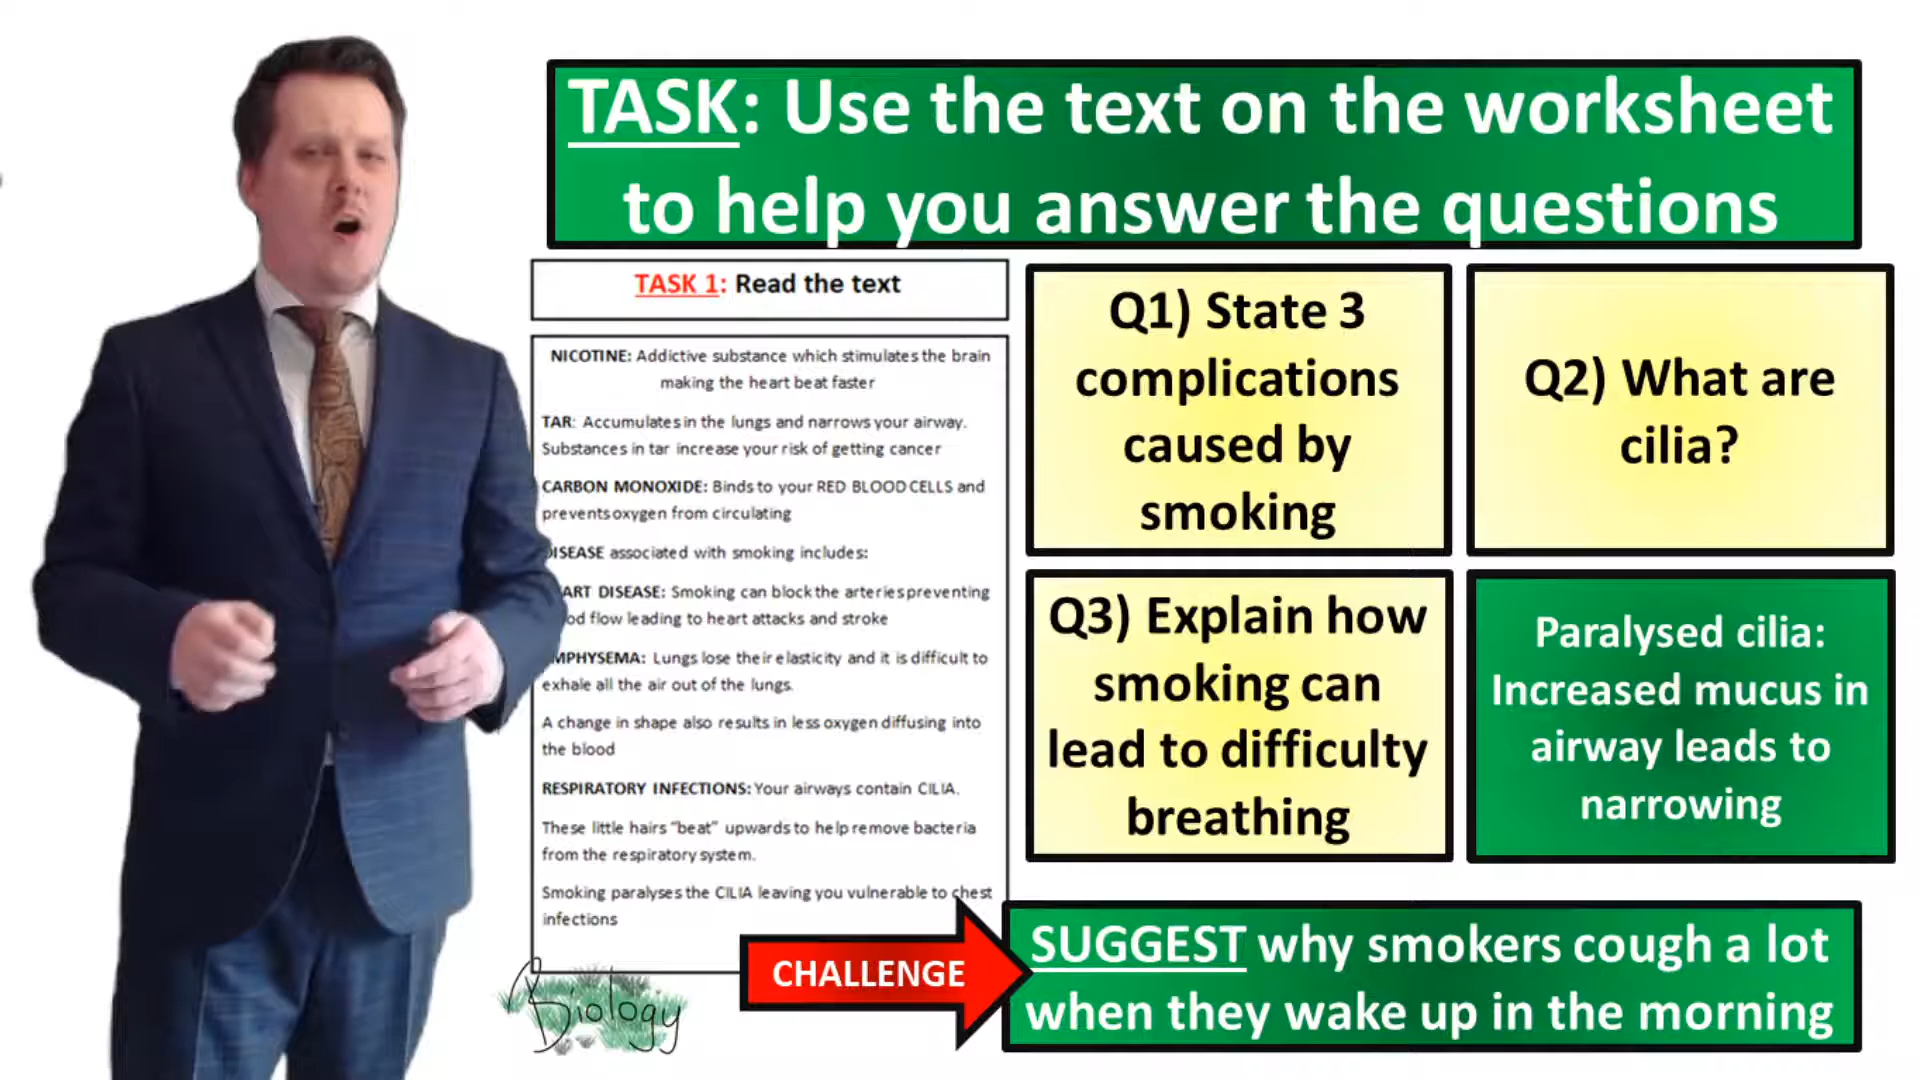 TASK: Use the text on the worksheet
to help you answer the questions
TASK 1: Read the text
NICOTINE: Addictive substance which stimulates the brain
making the heart beat faster
TAR: Accumulates in the lungs and narrows your airway.
Substances in tar increase your risk of getting cancer
CARBON MONOXIDE: Binds to your RED BLOOD CELLS and
prevents oxygen from circulating
ISEASE associated with smoking includes:
ART DISEASE: Smoking can block the arteries preventing
od flow leading to heart attacks and stroke
MPHYSEMA: Lungs lose their elasticity and it is difficult to
exhale all the air out of the lungs.
A change in shape also results in less oxygen diffusing into
the blood
RESPIRATORY INFECTIONS: Your airways contain CILIA.
These little hairs "beat" upwards to help remove bacteria
from the respiratory system.
Smoking paralyses the CILIA leaving you vulnerable to chest
infections
Q1) State 3
complications
caused by
smoking
Q2) What are
cilia?
Q3) Explain how
smoking can
lead to difficulty
breathing
Paralysed cilia:
Increased mucus in
airway leads to
narrowing
CHALLENGE
SUGGEST why smokers cough a lot
when they wake up in the morning
Biology